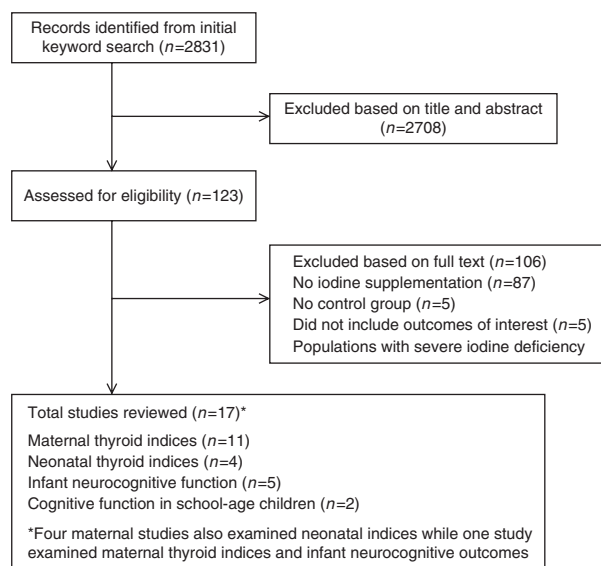 Records identified from initial
keyword search (n=2831)
Excluded based on title and abstract
(n=2708)
Assessed for eligibility (n=123)
Excluded based on full text (n=106)
No iodine supplementation (n=87)
No control group (n=5)
Did not include outcomes of interest (n=5)
Populations with severe iodine deficiency
Total studies reviewed (n=17)*
Maternal thyroid indices (n=11)
Neonatal thyroid indices (n=4)
Infant neurocognitive function (n=5)
Cognitive function in school-age children (n=2)
*Four maternal studies also examined neonatal indices while one study
examined maternal thyroid indices and infant neurocognitive outcomes